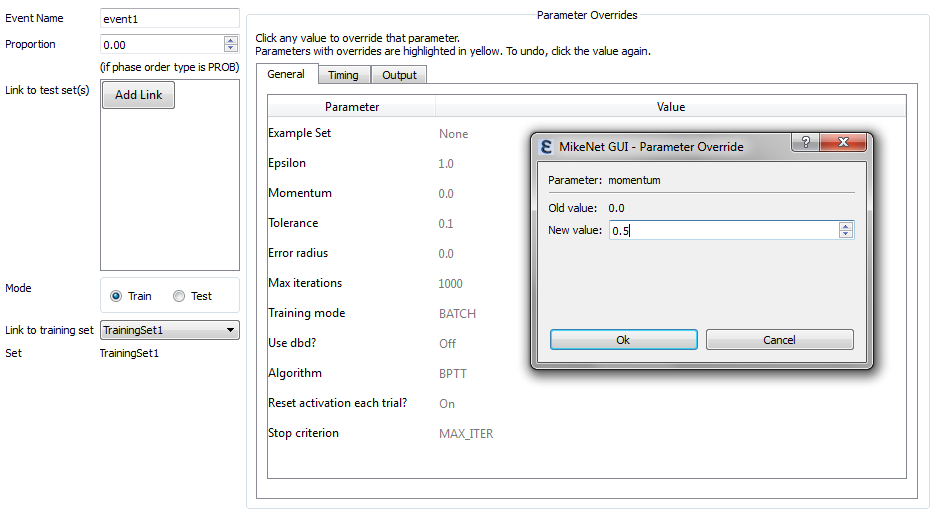 Event Name event1
Proportion 0.00
(if phase order type is PROB)
Link to test set(s) Add Link
Mode Train Test
Link to training set TrainingSet1
Set TrainingSet1
Parameter Overrides
Click any value to override that parameter.
Parameters with overrides are highlighted in yellow. To undo, click the value again.
General Timing Output
Parameter Value
Example Set None
Epsilon 1.0
Momentum 0.0
Tolerance 0.1
Error radius 0.0
Max iterations 1000
Training mode BATCH
Use dbd? Off
Algorithm BPTT
Reset activation each trial? On
Stop criterion MAX_ITER
ε MikeNet GUI - Parameter Override ? X
Parameter: momentum
Old value: 0.0
New value: 0.5
Ok Cancel